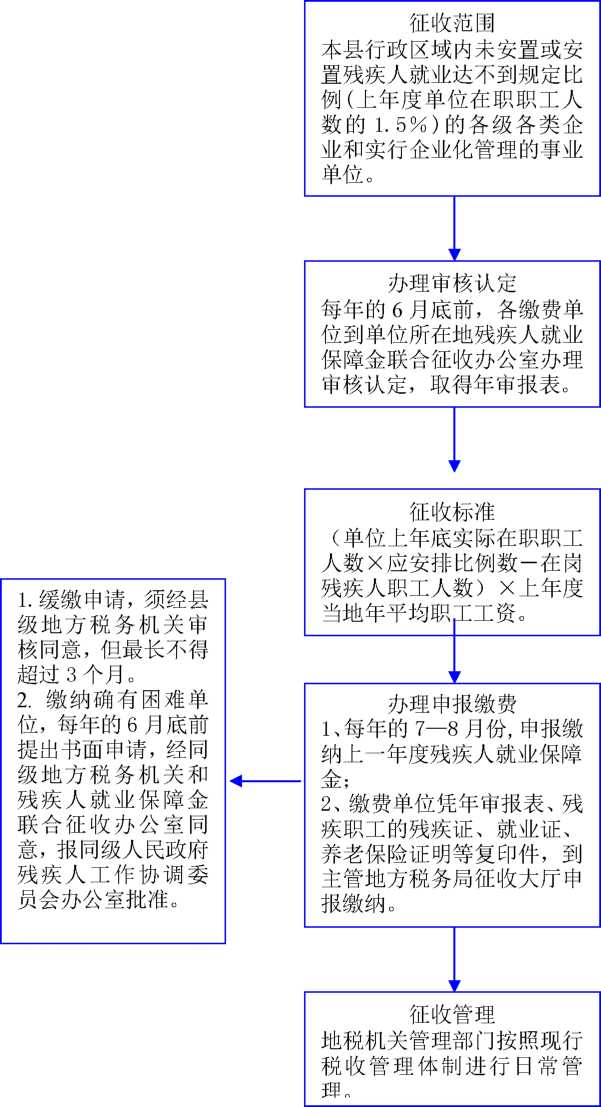 征收范围
本县行政区域内未安置或安
置残疾人就业达不到规定比
例(上年度单位在职职工人
数的1.5%)的各级各类企
业和实行企业化管理的事业
单位。
办理审核认定
每年的6月底前，各缴费单
位到单位所在地残疾人就业
保障金联合征收办公室办理
审核认定，取得年审报表。
征收标准
（单位上年底实际在职职工
人数×应安排比例数－在岗
残疾人职工人数）×上年度
当地年平均职工工资。
办理申报缴费
1、每年的7—8月份,申报缴
纳上一年度残疾人就业保障
金;
2、缴费单位凭年审报表、残
疾职工的残疾证、就业证、
养老保险证明等复印件，到
主管地方税务局征收大厅申
报缴纳。
1.缓缴申请，须经县
级地方税务机关审
核同意，但最长不得
超过3个月。
2. 缴纳确有困难单
位，每年的6月底前
提出书面申请，经同
级地方税务机关和
残疾人就业保障金
联合征收办公室同
意，报同级人民政府
残疾人工作协调委
员会办公室批准。
征收管理
地税机关管理部门按照现行
税收管理体制进行日常管
理。